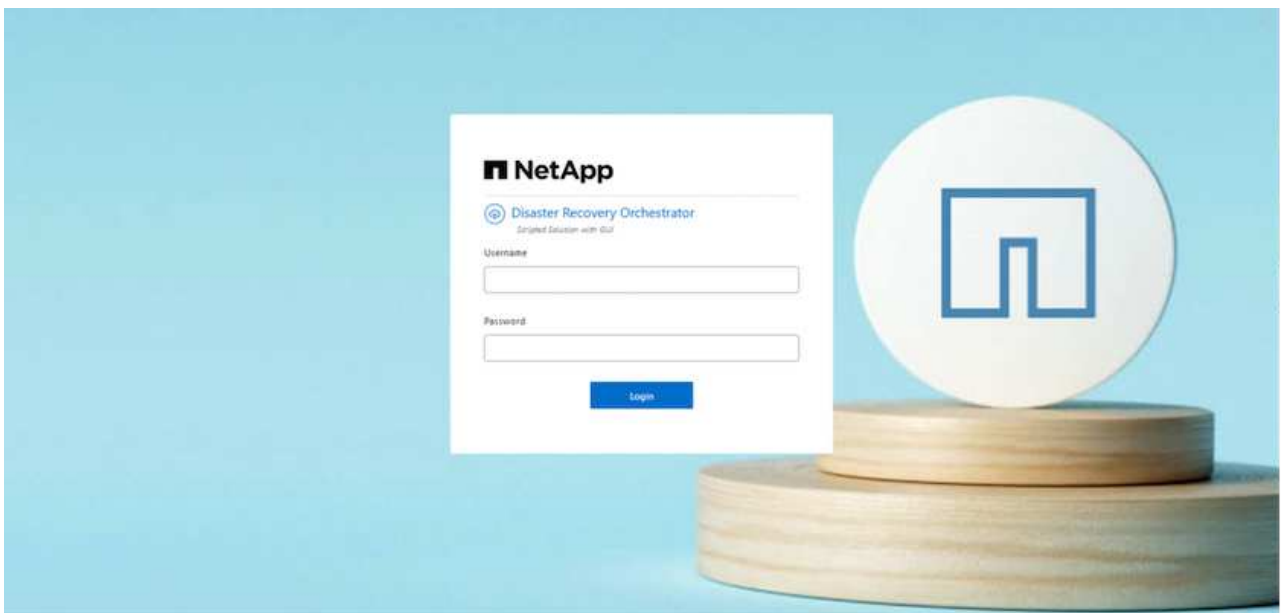 NetApp
Disaster Recovery Orchestrator
Scripted Solution with GUI
Username
Password
Login